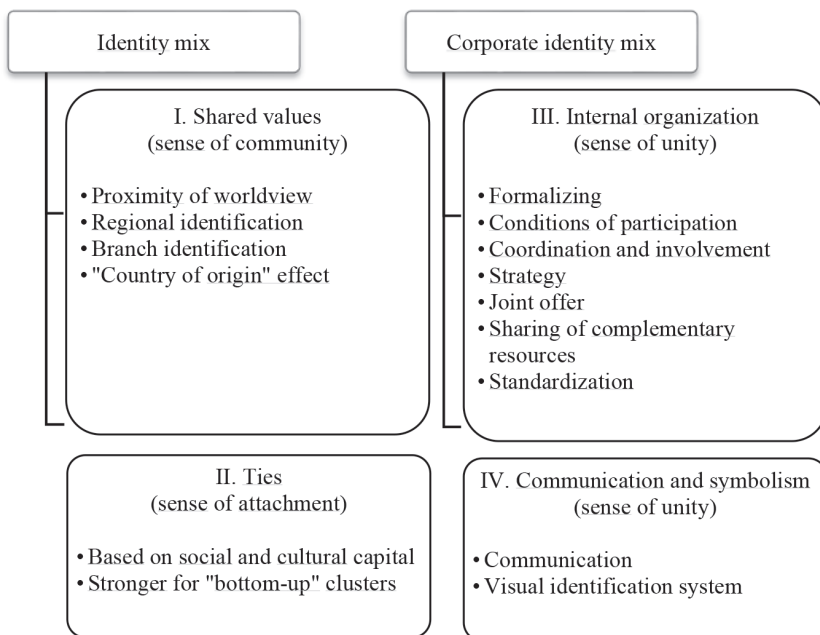 Identity mix
I. Shared values
(sense of community)
• Proximity of worldview
• Regional identification
• Branch identification
• "Country of origin" effect
II. Ties
(sense of attachment)
• Based on social and cultural capital
• Stronger for "bottom-up" clusters
Corporate identity mix
III. Internal organization
(sense of unity)
• Formalizing
• Conditions of participation
• Coordination and involvement
• Strategy
• Joint offer
• Sharing of complementary
resources
• Standardization
IV. Communication and symbolism
(sense of unity)
• Communication
• Visual identification system